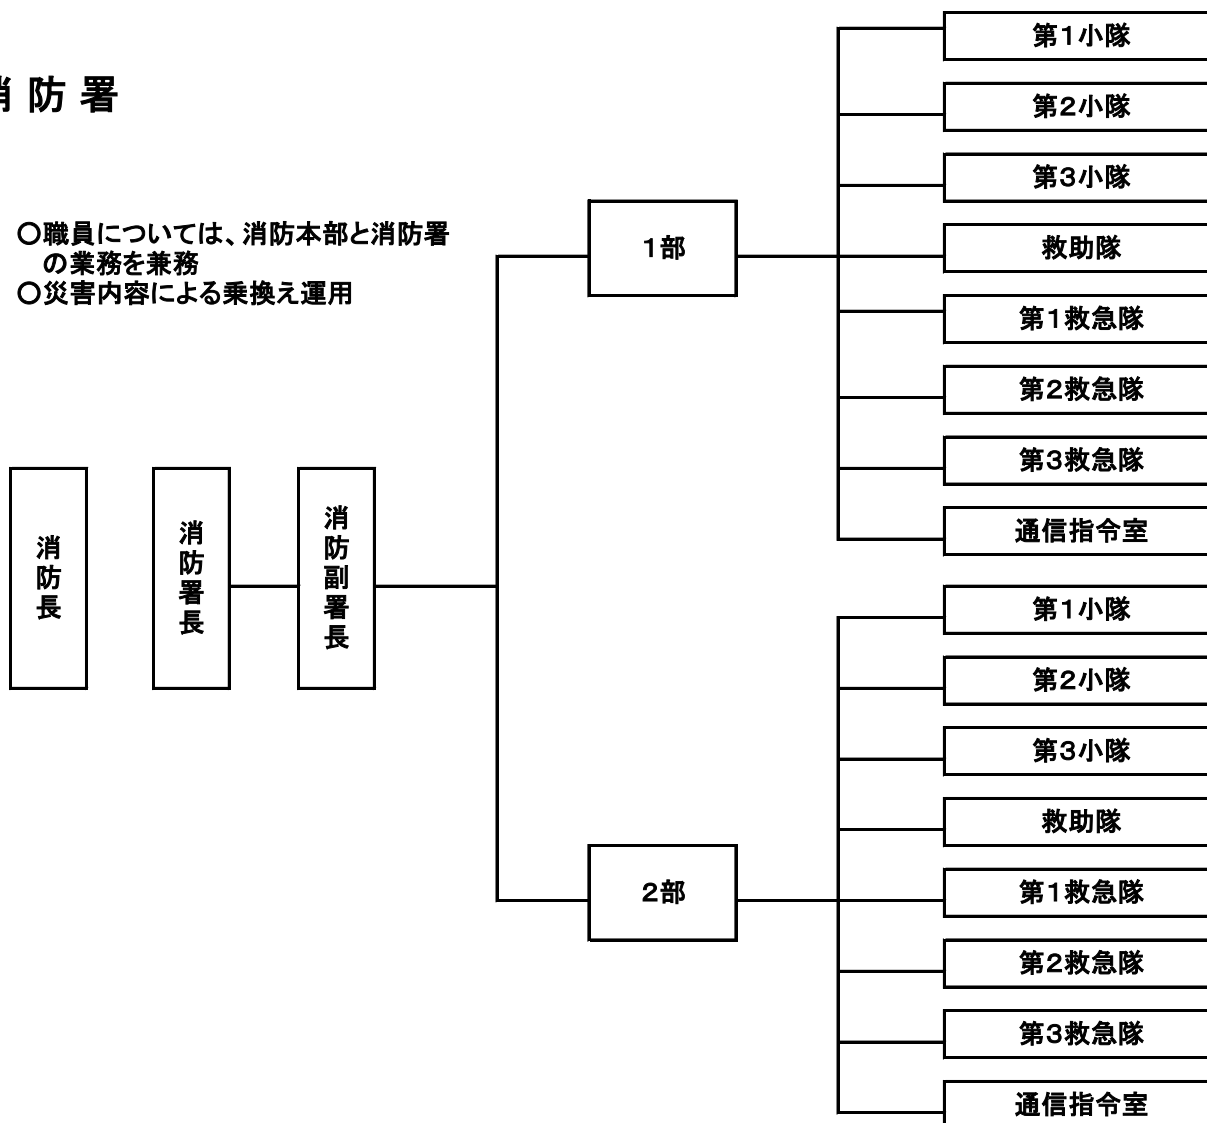 消防署
○職員については、消防本部と消防署
の業務を兼務
○災害内容による乗換え運用
消防長
消防署長
消防副署長
1部
第1小隊
第2小隊
第3小隊
救助隊
第1救急隊
第2救急隊
第3救急隊
通信指令室
2部
第1小隊
第2小隊
第3小隊
救助隊
第1救急隊
第2救急隊
第3救急隊
通信指令室